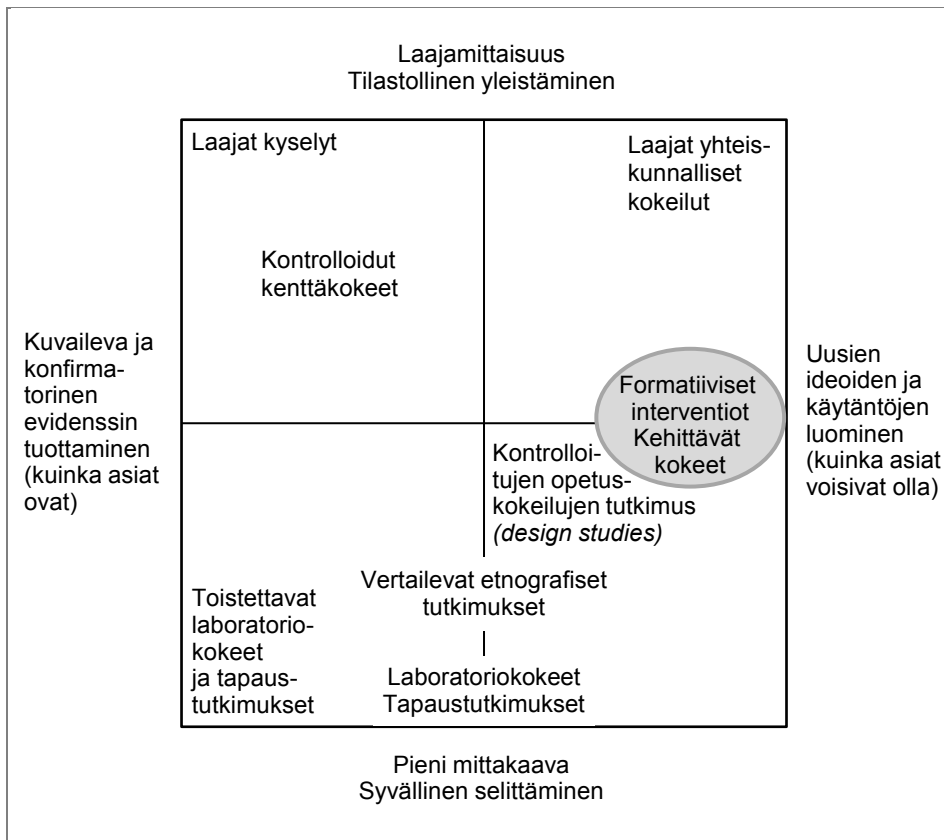 Laajamittaisuus
Tilastollinen yleistäminen
Laajat kyselyt
Laajat yhteis-
kunnalliset
kokeilut
Kontrolloidut
kenttäkokeet
Kuvaileva ja
konfirma-
torinen
evidenssin
tuottaminen
(kuinka asiat
ovat)
Formatiiviset
interventiot
Kehittävät
kokeet
Uusien
ideoiden ja
käytäntöjen
luominen
(kuinka asiat
voisivat olla)
Kontrolloi-
tujen opetus-
kokeilujen tutkimus
(design studies)
Vertailevat etnografiset
tutkimukset
Toistettavat
laboratorio-
kokeet
ja tapaus-
tutkimukset
Laboratoriokokeet
Tapaustutkimukset
Pieni mittakaava
Syvällinen selittäminen